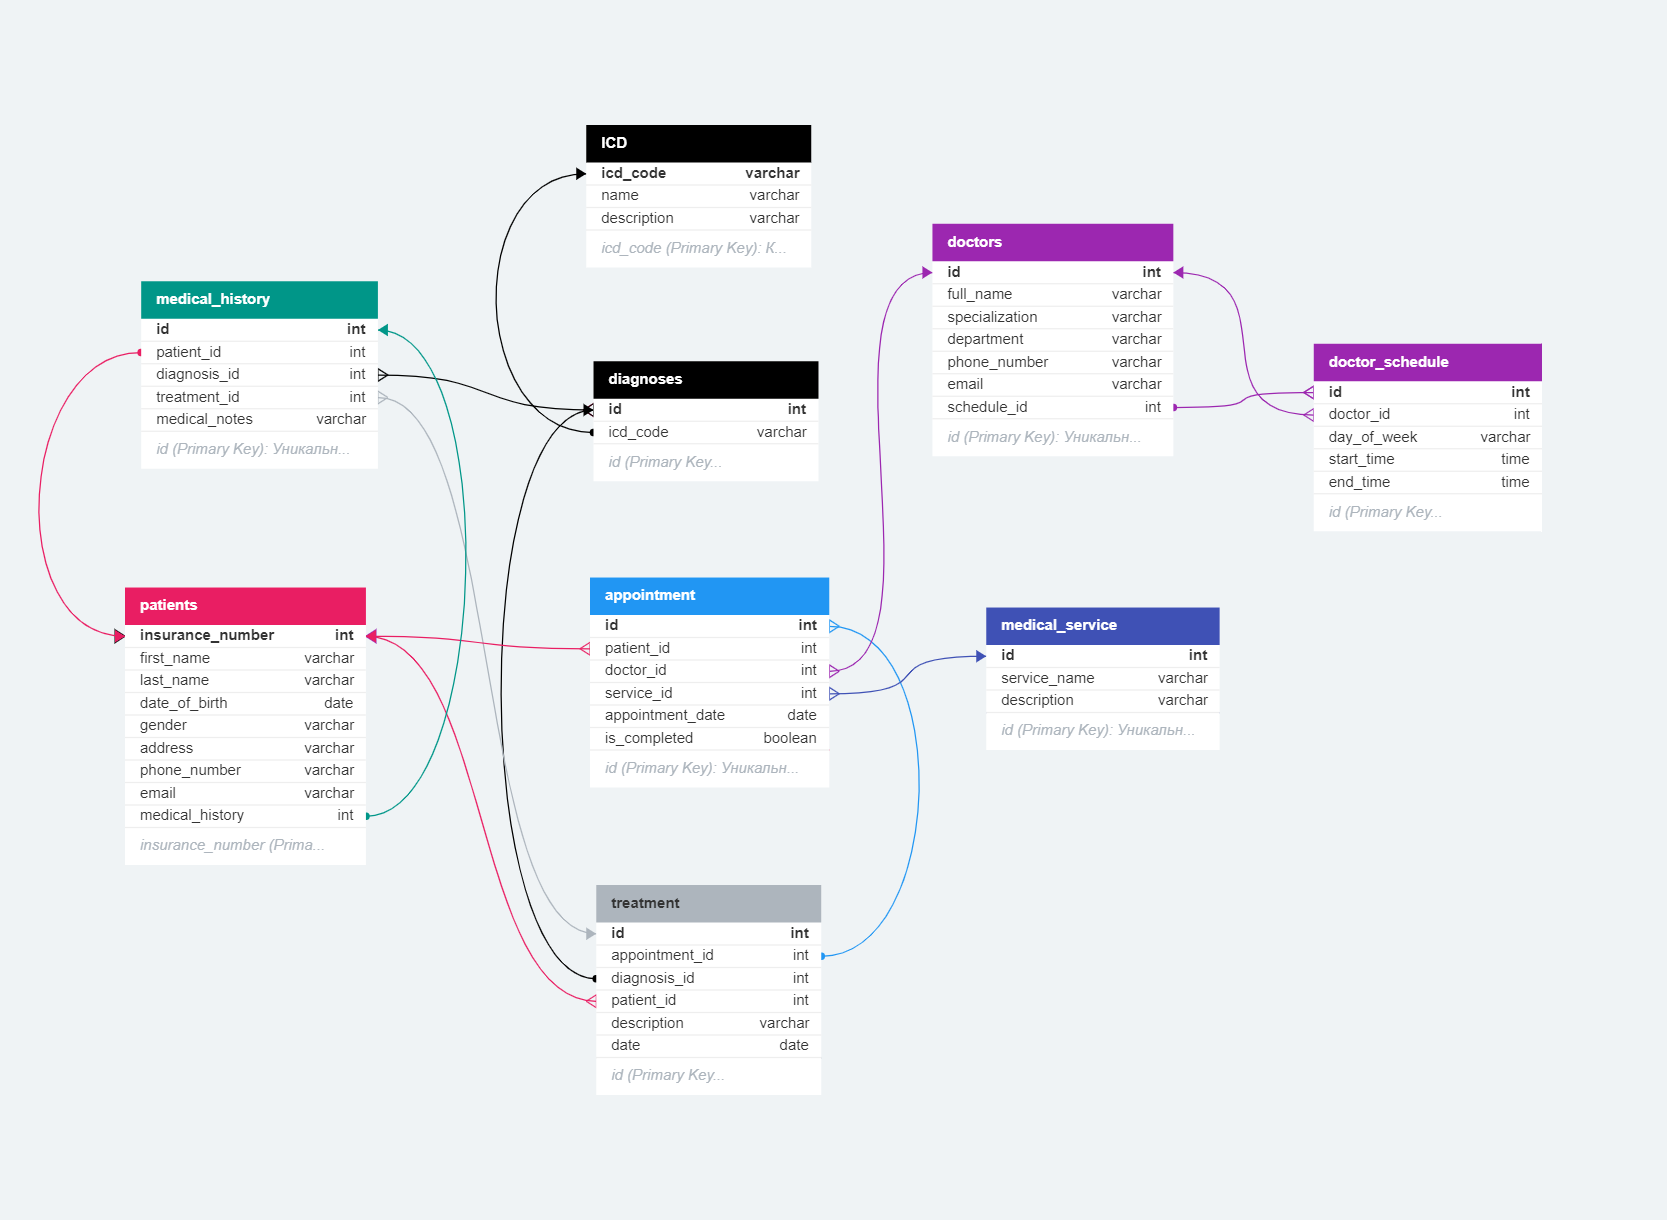 ICD
icd_code varchar
name varchar
description varchar
icd_code (Primary Key): К...
doctors
id int
full_name varchar
specialization varchar
department varchar
phone_number varchar
email varchar
schedule_id int
id (Primary Key): Уникальн...
medical_history
id int
patient_id int
diagnosis_id int
treatment_id int
medical_notes varchar
id (Primary Key): Уникальн...
diagnoses
id int
icd_code varchar
id (Primary Key...
doctor_schedule
id int
doctor_id int
day_of_week varchar
start_time time
end_time time
id (Primary Key...
patients
insurance_number int
first_name varchar
last_name varchar
date_of_birth date
gender varchar
address varchar
phone_number varchar
email varchar
medical_history int
insurance_number (Prima...
appointment
id int
patient_id int
doctor_id int
service_id int
appointment_date date
is_completed boolean
id (Primary Key): Уникальн...
medical_service
id int
service_name varchar
description varchar
id (Primary Key): Уникальн...
treatment
id int
appointment_id int
diagnosis_id int
patient_id int
description varchar
date date
id (Primary Key...